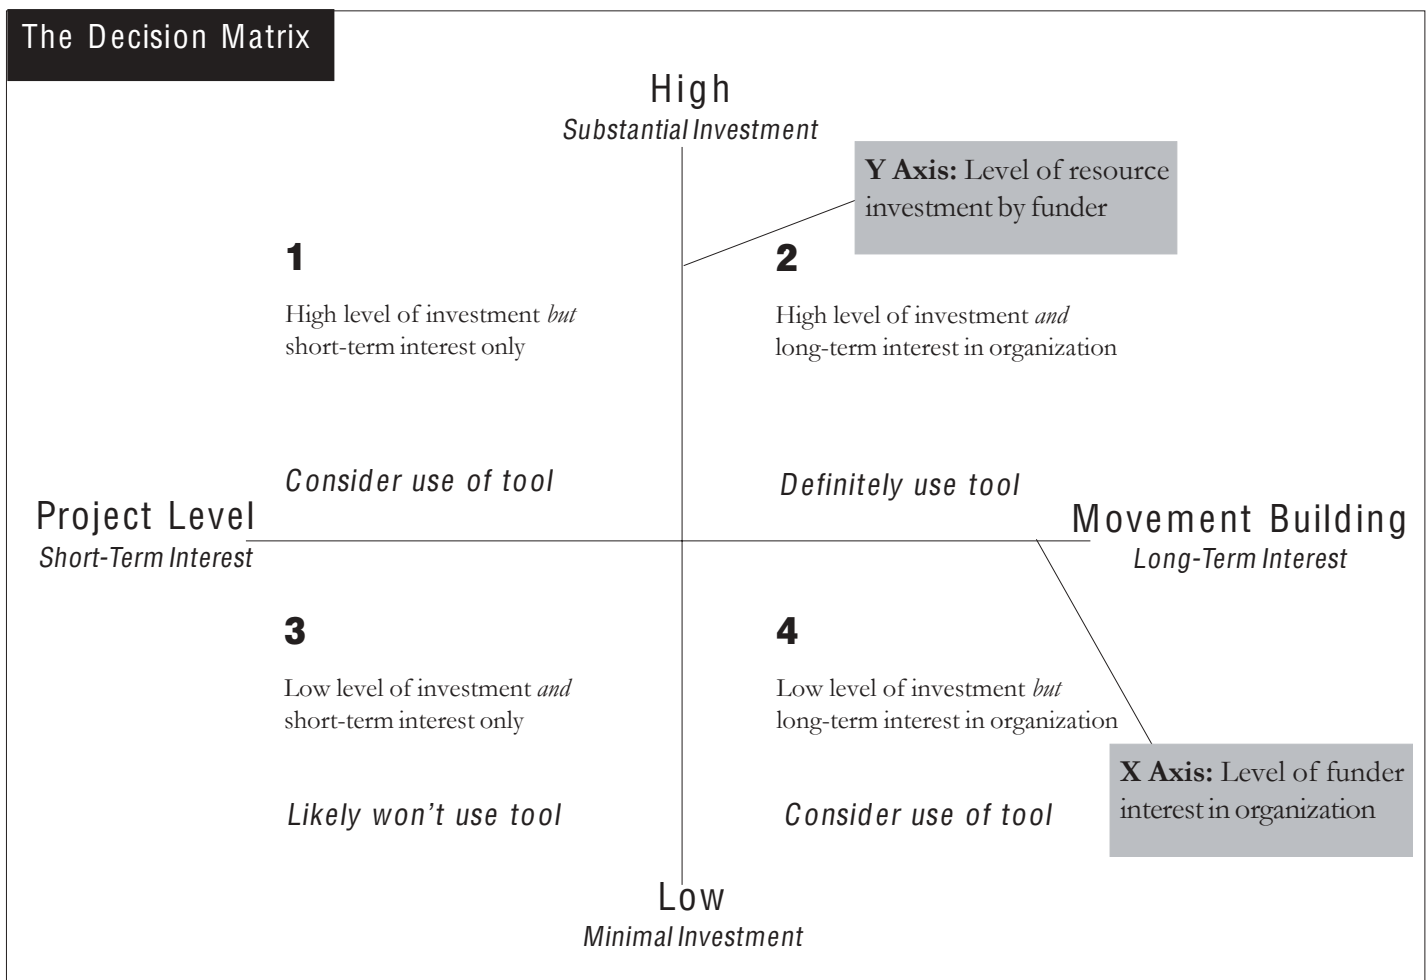 The Decision Matrix
High
Substantial Investment
Y Axis: Level of resource
investment by funder
1
High level of investment but
short-term interest only
Consider use of tool
2
High level of investment and
long-term interest in organization
Definitely use tool
Project Level
Short-Term Interest
Movement Building
Long-Term Interest
3
Low level of investment and
short-term interest only
Likely won't use tool
4
Low level of investment but
long-term interest in organization
Consider use of tool
X Axis: Level of funder
interest in organization
Low
Minimal Investment